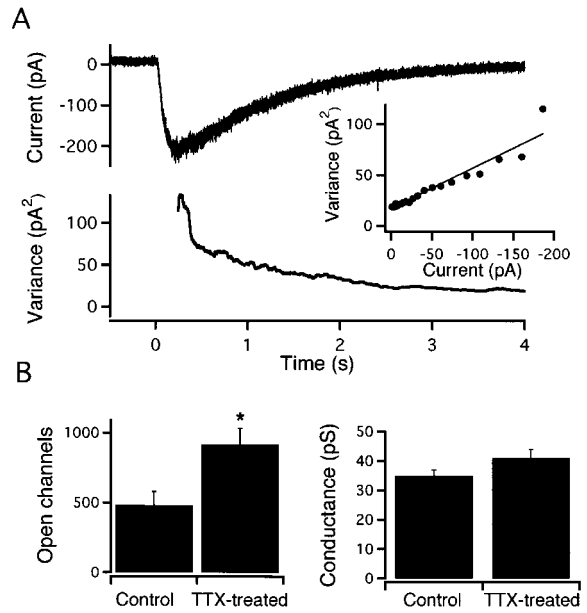 A
Current (pA)
0
-100
-200
Variance (pA²)
100
50
0
Variance (pA²)
100
50
0
0 -50 -100 -150 -200
Current (pA)
0 1 2 3 4
Time (s)
B
Open channels
1000
500
0
*
Control TTX-treated
Conductance (pS)
50
40
30
20
10
0
Control TTX-treated